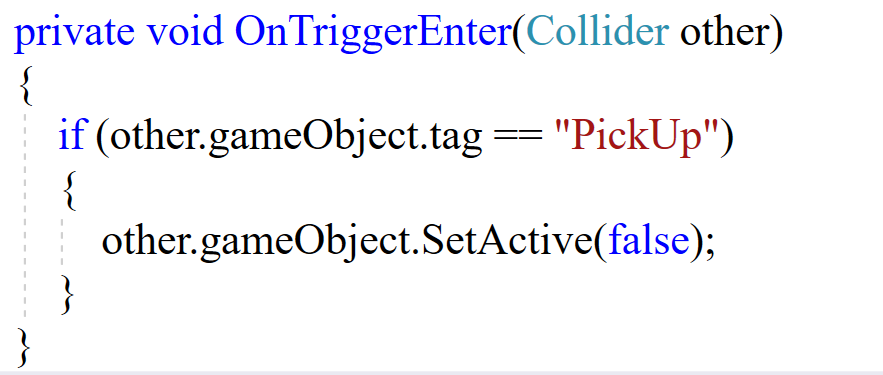 private void OnTriggerEnter(Collider other)
{
if (other.gameObject.tag == "PickUp")
{
other.gameObject.SetActive(false);
}
}